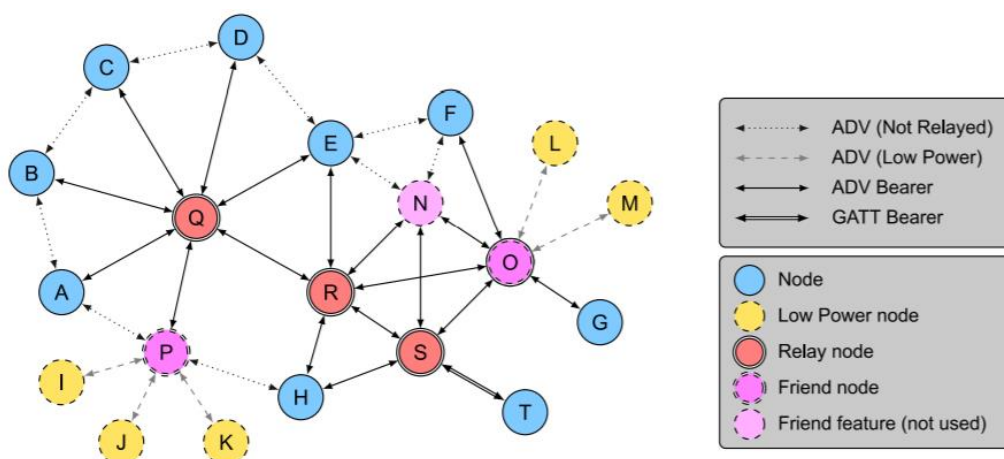 D
C
F
L
E
B
N
M
Q
O
A
R
G
P
S
I
H
T
J
K
ADV (Not Relayed)
ADV (Low Power)
ADV Bearer
GATT Bearer
Node
Low Power node
Relay node
Friend node
Friend feature (not used)